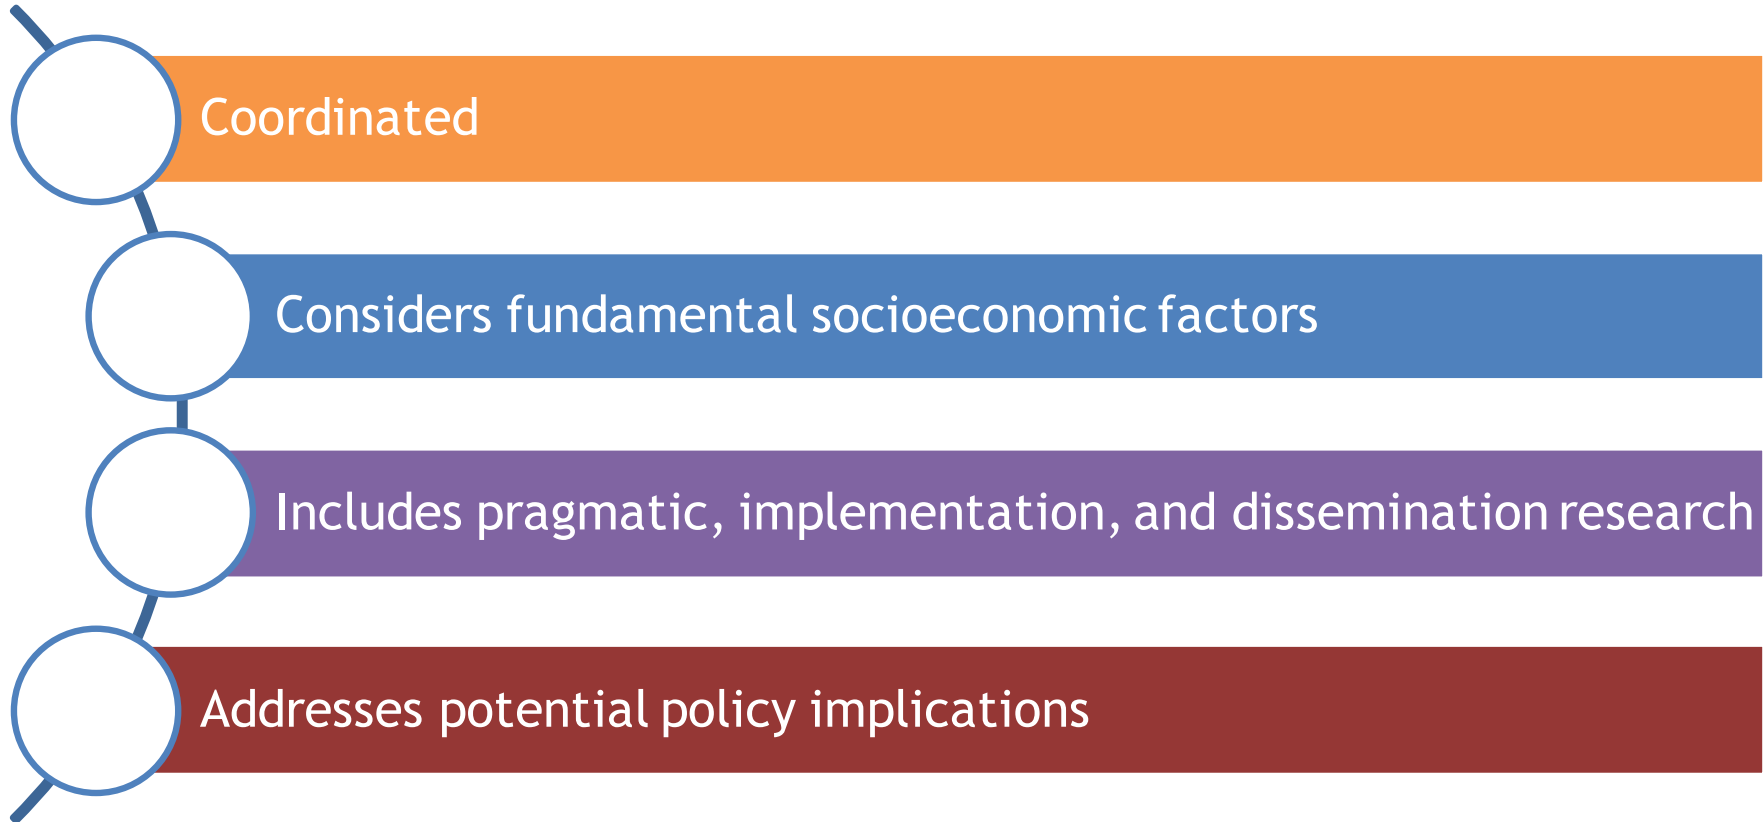 Coordinated
Considers fundamental socioeconomic factors
Includes pragmatic, implementation, and dissemination research
Addresses potential policy implications